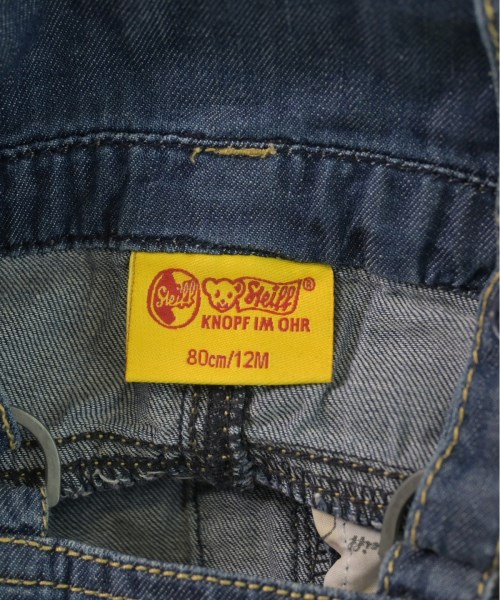 Steiff Steiff®
KNOPF IM OHR
80cm/12M